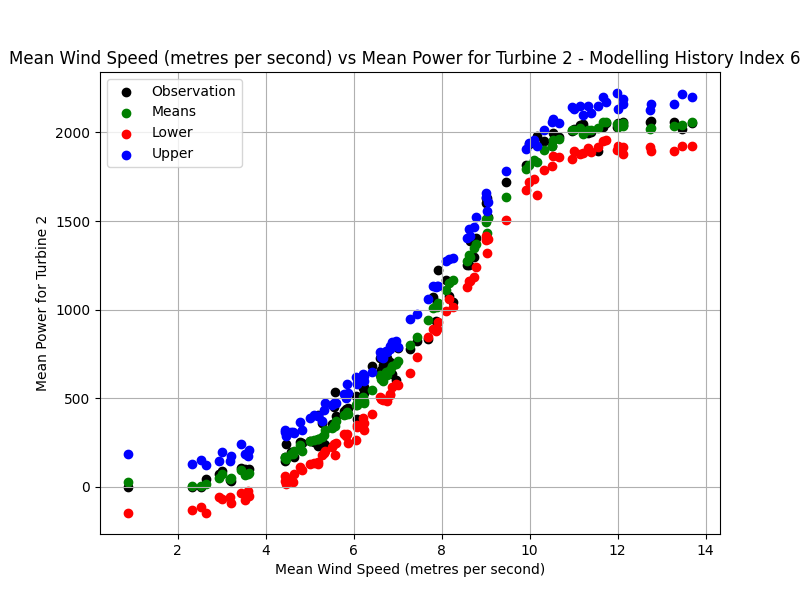 Mean Wind Speed (metres per second) vs Mean Power for Turbine 2 - Modelling History Index 6
Observation
Means
Lower
Upper
2000
1500
1000
500
0
Mean Power for Turbine 2
2 4 6 8 10 12 14
Mean Wind Speed (metres per second)